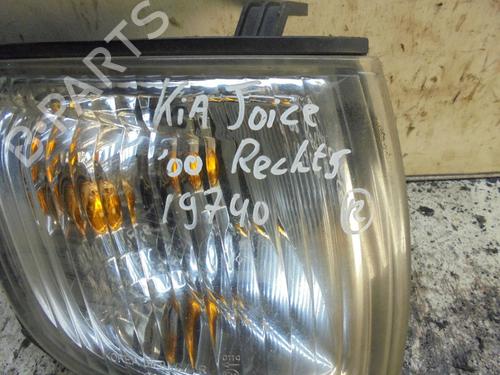 B-PARTS
KiA Joice
'00 Rechts
19740 R